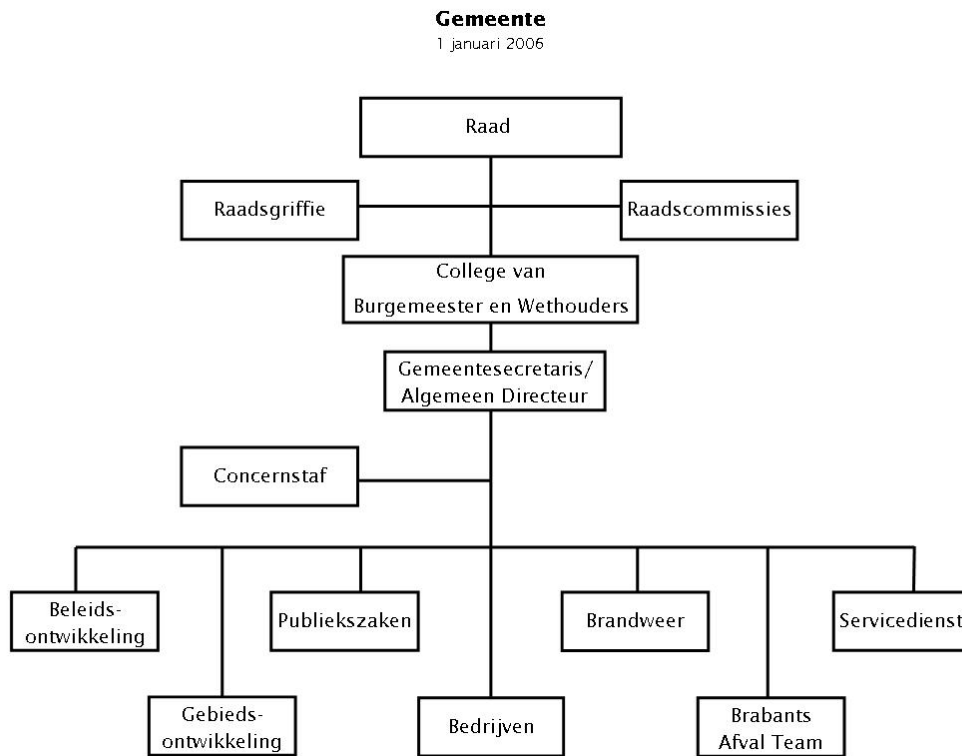 Gemeente
1 januari 2006
Raad
Raadsgriffie
Raadscommissies
College van
Burgemeester en Wethouders
Gemeentesecretaris/
Algemeen Directeur
Concernstaf
Beleids-
ontwikkeling
Publiekszaken
Brandweer
Servicedienst
Gebieds-
ontwikkeling
Bedrijven
Brabants
Afval Team